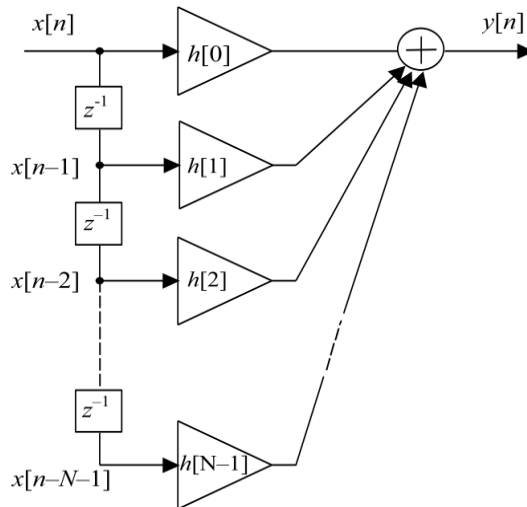 x[n]
y[n]
h[0]
+
z⁻¹
x[n–1]
h[1]
z⁻¹
x[n–2]
h[2]
z⁻¹
x[n–N–1]
h[N–1]